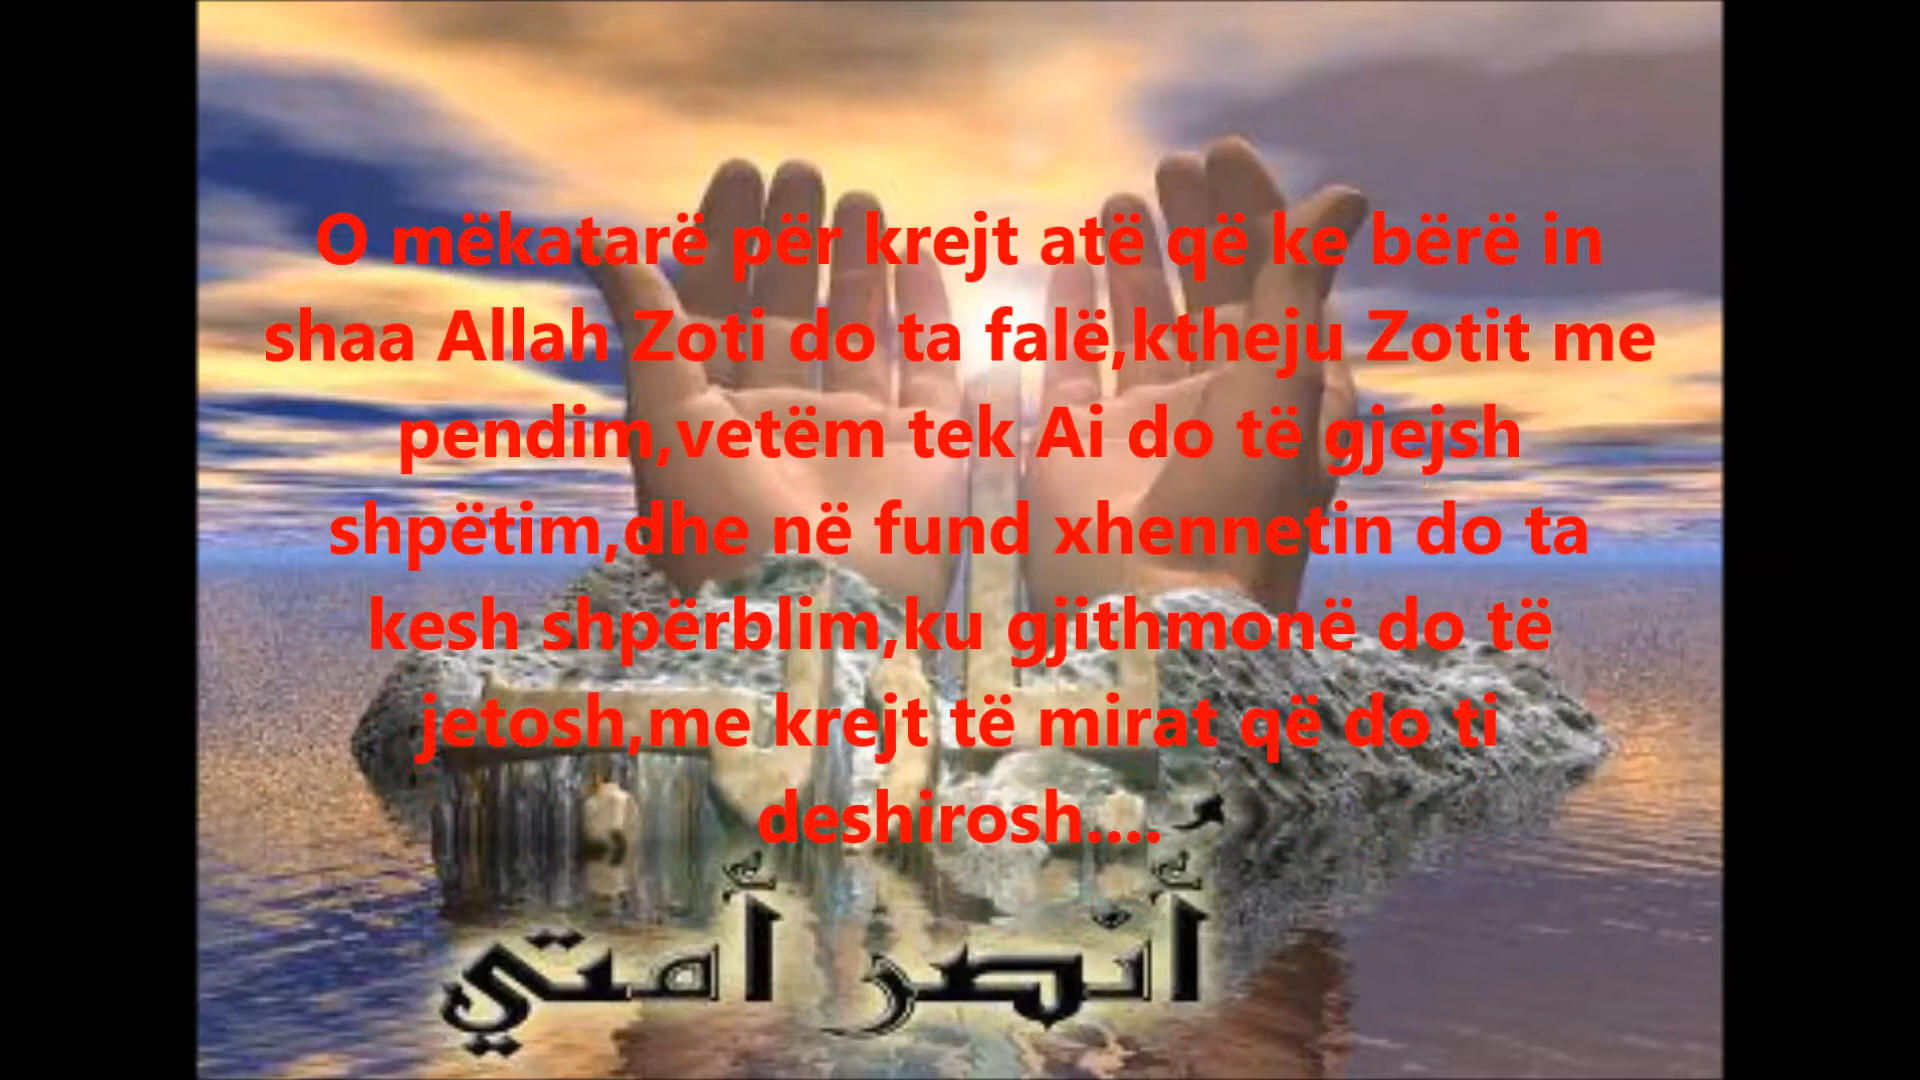 O mëkatarë për krejt atë që ke bërë in
shaa Allah Zoti do ta falë,ktheju Zotit me
pendim,vetëm tek Ai do të gjejsh
shpëtim,dhe në fund xhennetin do ta
kesh shpërblim,ku gjithmonë do të
jetosh,me krejt të mirat që do ti
deshirosh....
أنصر أمتي